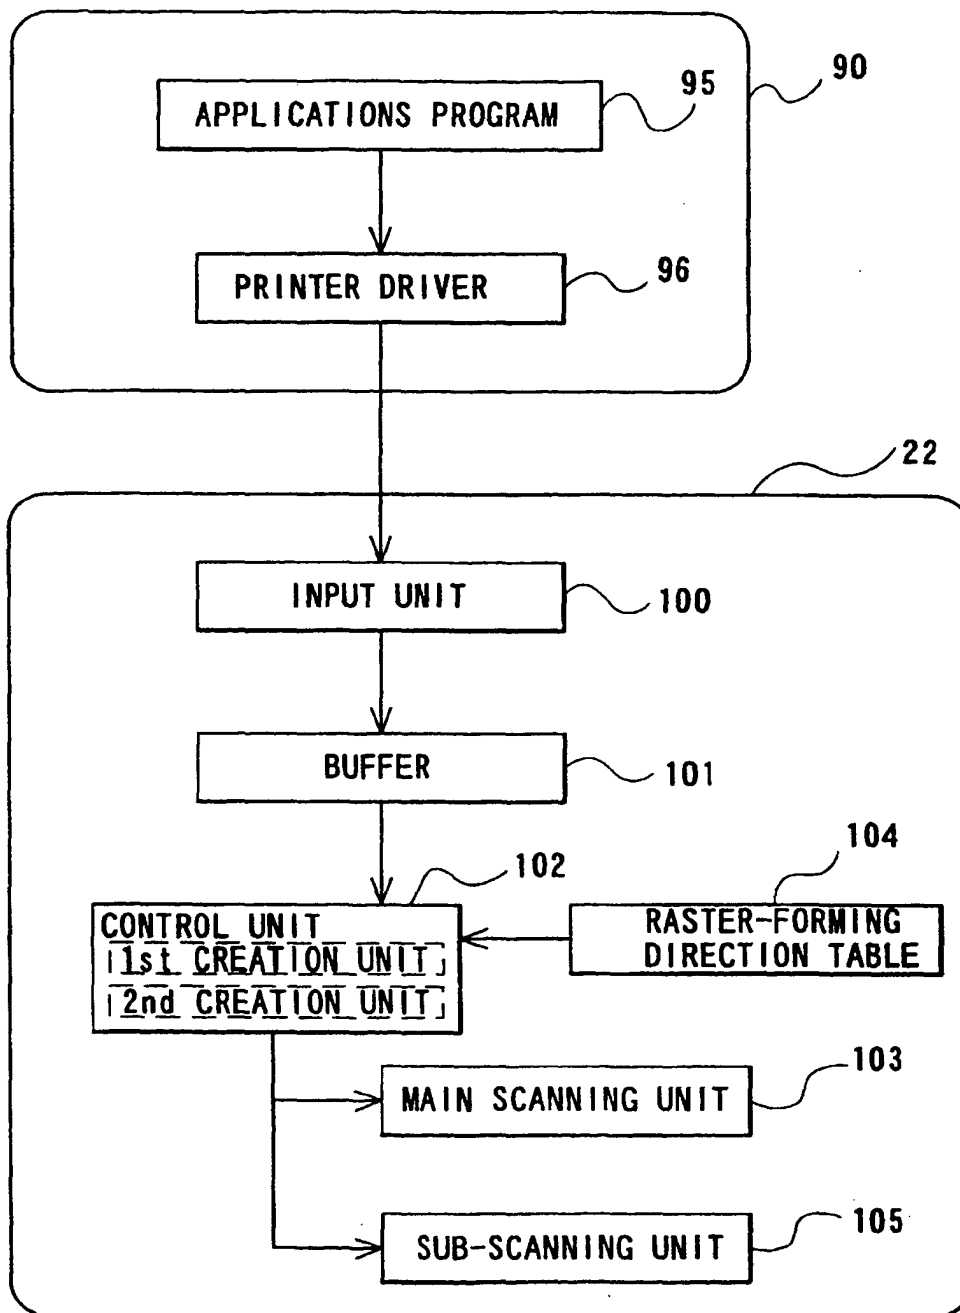 90
95
APPLICATIONS PROGRAM
PRINTER DRIVER
96
22
INPUT UNIT
100
BUFFER
101
104
102
CONTROL UNIT
1st CREATION UNIT
2nd CREATION UNIT
RASTER-FORMING
DIRECTION TABLE
103
MAIN SCANNING UNIT
105
SUB-SCANNING UNIT